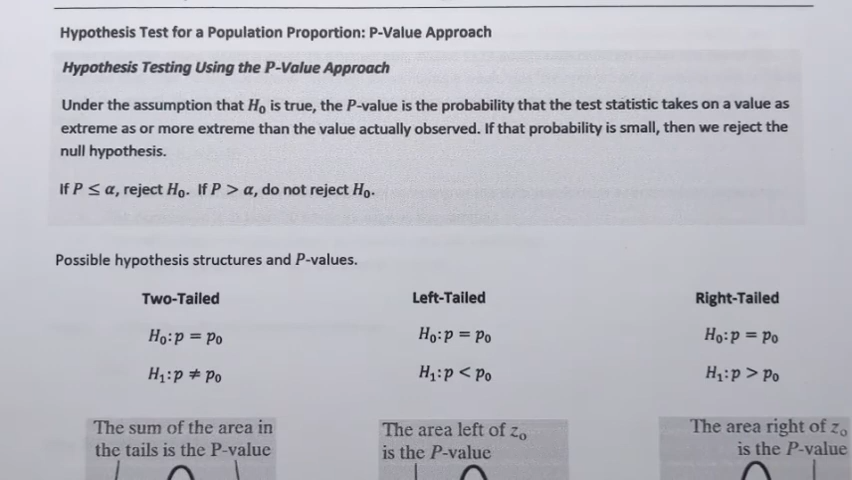 Hypothesis Test for a Population Proportion: P-Value Approach
Hypothesis Testing Using the P-Value Approach
Under the assumption that H₀ is true, the P-value is the probability that the test statistic takes on a value as
extreme as or more extreme than the value actually observed. If that probability is small, then we reject the
null hypothesis.
If P ≤ α, reject H₀. If P > α, do not reject H₀.
Possible hypothesis structures and P-values.
Two-Tailed Left-Tailed Right-Tailed
H₀: p = p₀ H₀: p = p₀ H₀: p = p₀
H₁: p ≠ p₀ H₁: p < p₀ H₁: p > p₀
The sum of the area in
the tails is the P-value
The area left of z₀
is the P-value
The area right of z₀
is the P-value